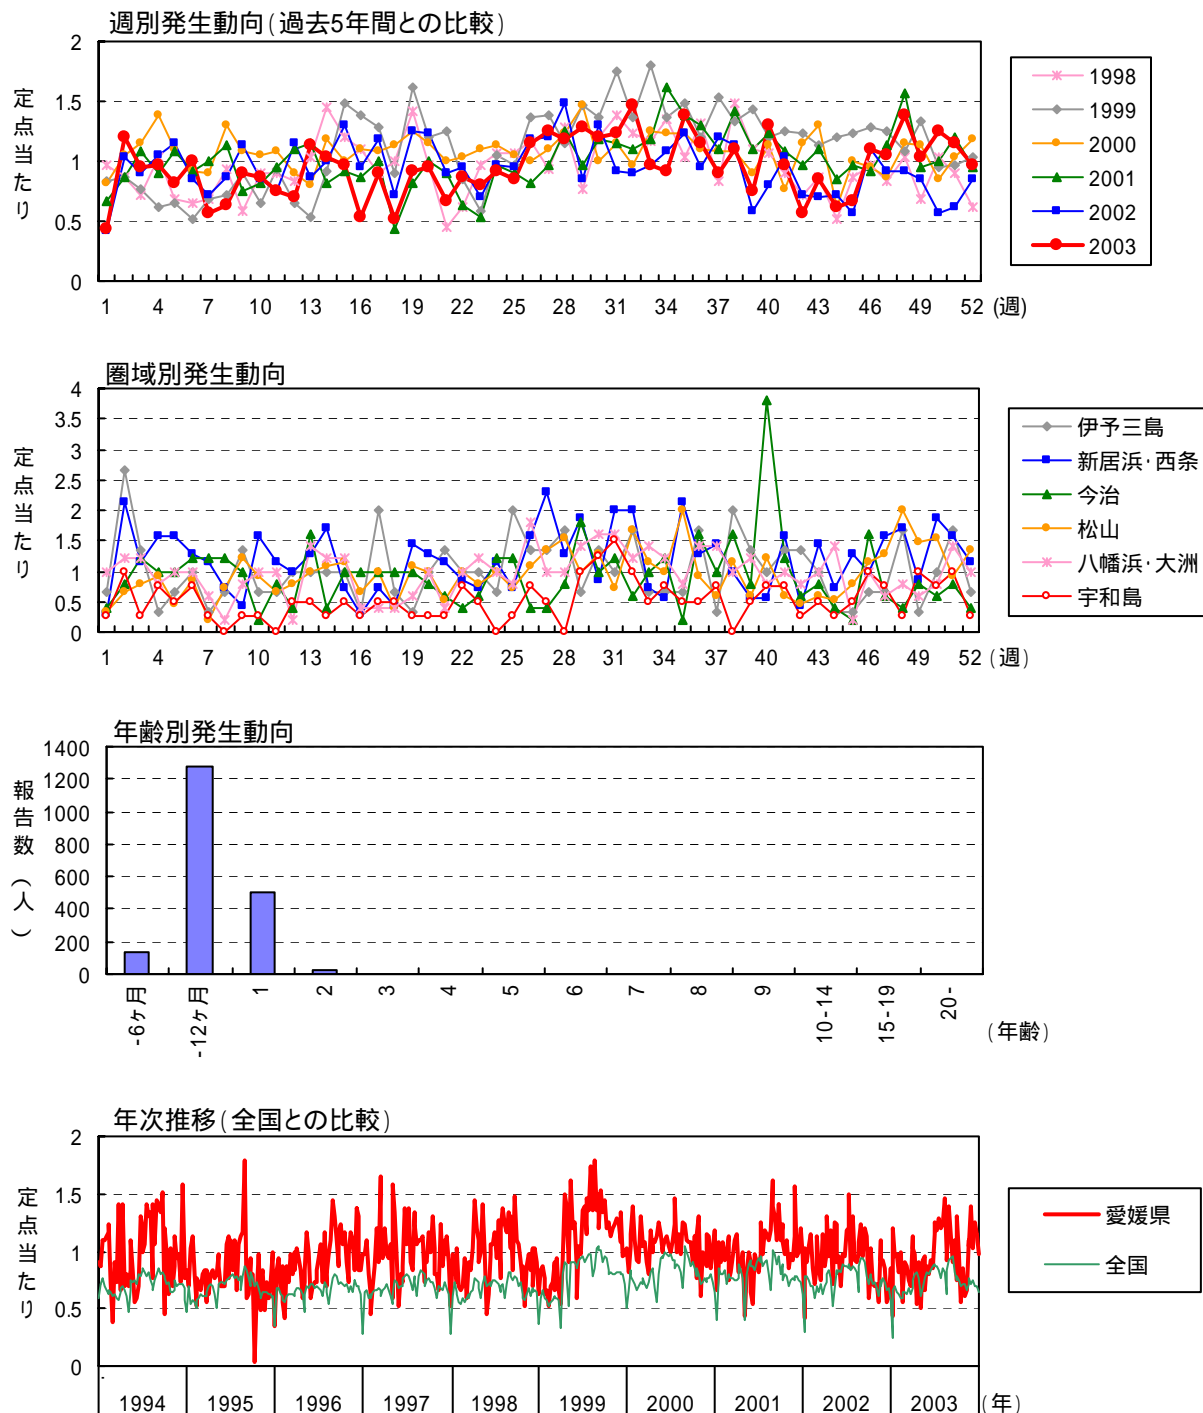 週別発生動向(過去5年間との比較)
2
1.5
1
0.5
0
定点当たり
1 4 7 10 13 16 19 22 25 28 31 34 37 40 43 46 49 52 (週)
1998
1999
2000
2001
2002
2003
圏域別発生動向
4
3.5
3
2.5
2
1.5
1
0.5
0
定点当たり
1 4 7 10 13 16 19 22 25 28 31 34 37 40 43 46 49 52 (週)
伊予三島
新居浜・西条
今治
松山
八幡浜・大洲
宇和島
年齢別発生動向
1400
1200
1000
800
600
400
200
0
報告数(人)
-6ヶ月 -12ヶ月 1 2 3 4 5 6 7 8 9 10-14 15-19 20- (年齢)
年次推移(全国との比較)
2
1.5
1
0.5
0
定点当たり
1994 1995 1996 1997 1998 1999 2000 2001 2002 2003 (年)
愛媛県
全国